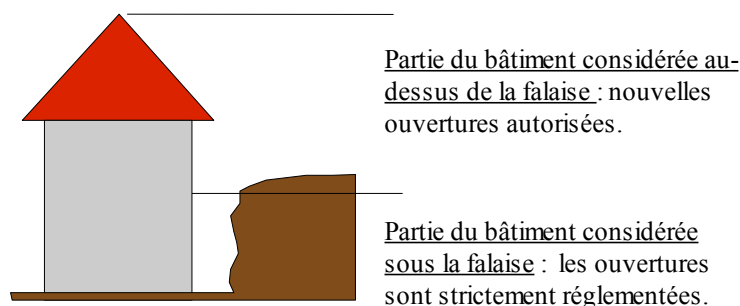 Partie du bâtiment considérée au-
dessus de la falaise : nouvelles
ouvertures autorisées.
Partie du bâtiment considérée
sous la falaise : les ouvertures
sont strictement réglementées.